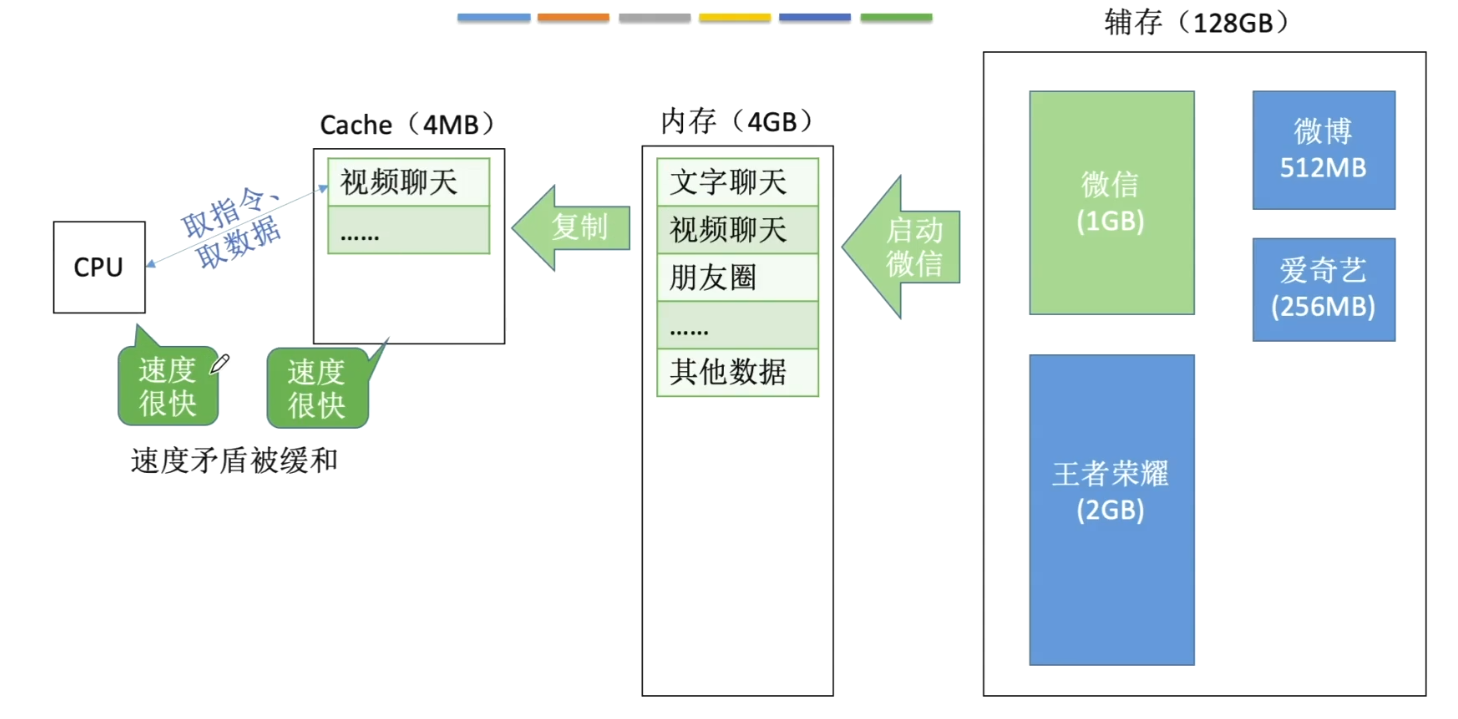 辅存（128GB）
Cache（4MB）
内存（4GB）
CPU
取指令、
取数据
视频聊天
……
复制
文字聊天
视频聊天
朋友圈
……
其他数据
启动
微信
微信
(1GB)
微博
512MB
爱奇艺
(256MB)
王者荣耀
(2GB)
速度
很快
速度
很快
速度矛盾被缓和